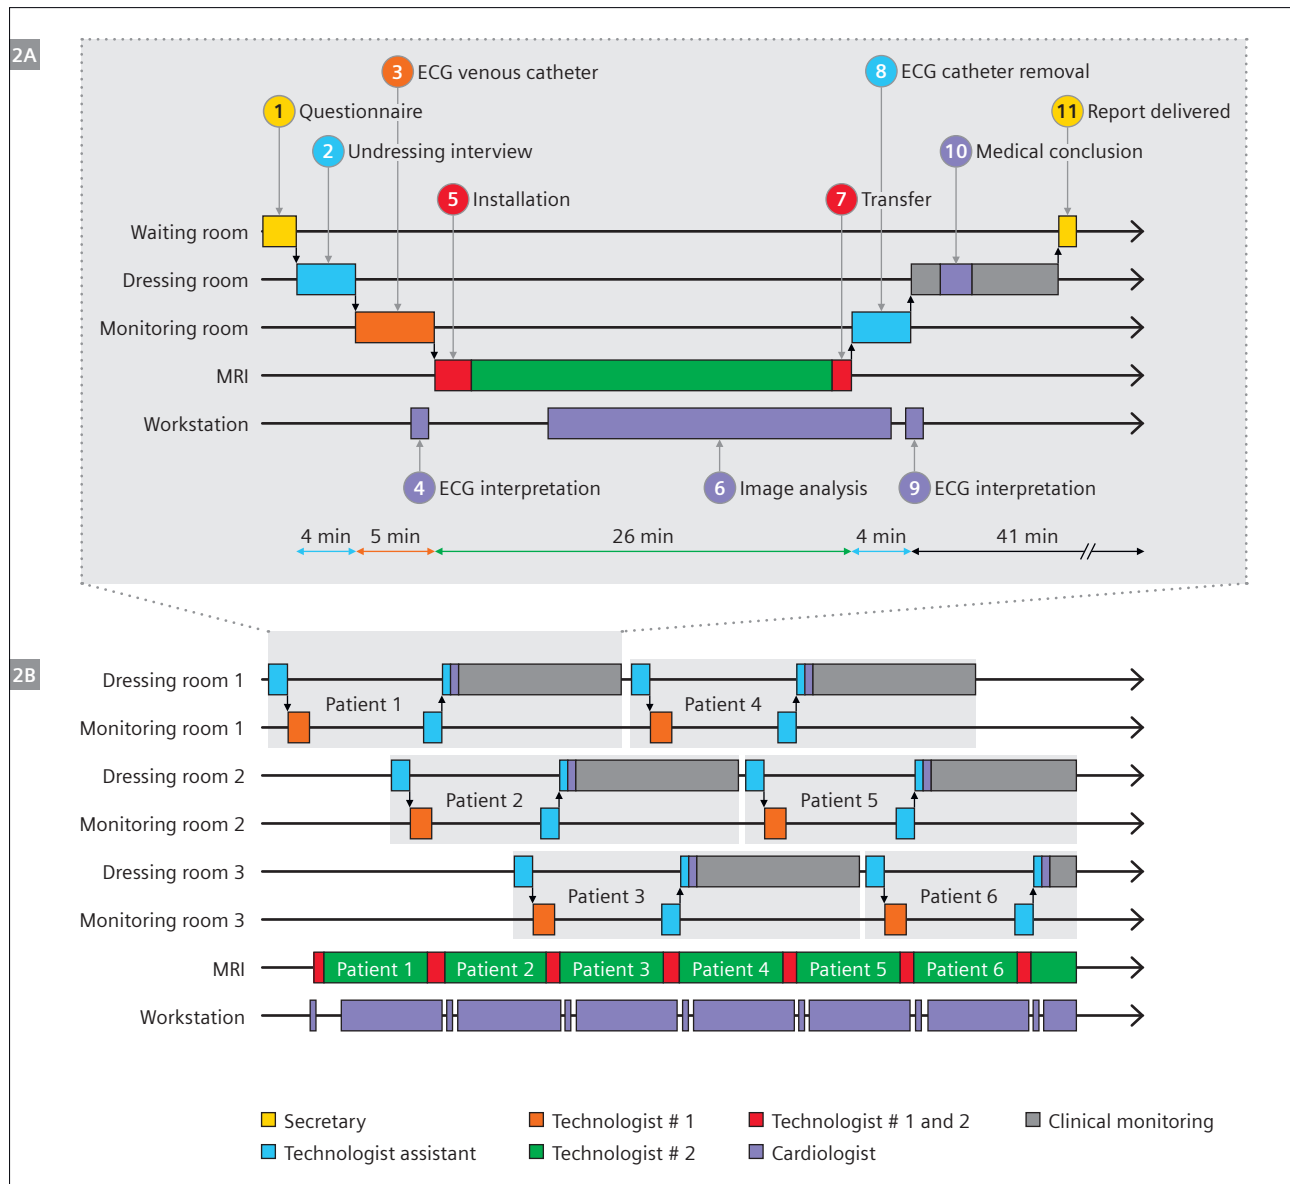 2A
3 ECG venous catheter
8 ECG catheter removal
1 Questionnaire
11 Report delivered
2 Undressing interview
10 Medical conclusion
5 Installation
7 Transfer
Waiting room
Dressing room
Monitoring room
MRI
Workstation
4 ECG interpretation
6 Image analysis
9 ECG interpretation
4 min 5 min 26 min 4 min 41 min
2B
Dressing room 1
Patient 1 Patient 4
Monitoring room 1
Dressing room 2
Patient 2 Patient 5
Monitoring room 2
Dressing room 3
Patient 3 Patient 6
Monitoring room 3
MRI Patient 1 Patient 2 Patient 3 Patient 4 Patient 5 Patient 6
Workstation
Secretary Technologist # 1 Technologist # 1 and 2 Clinical monitoring
Technologist assistant Technologist # 2 Cardiologist